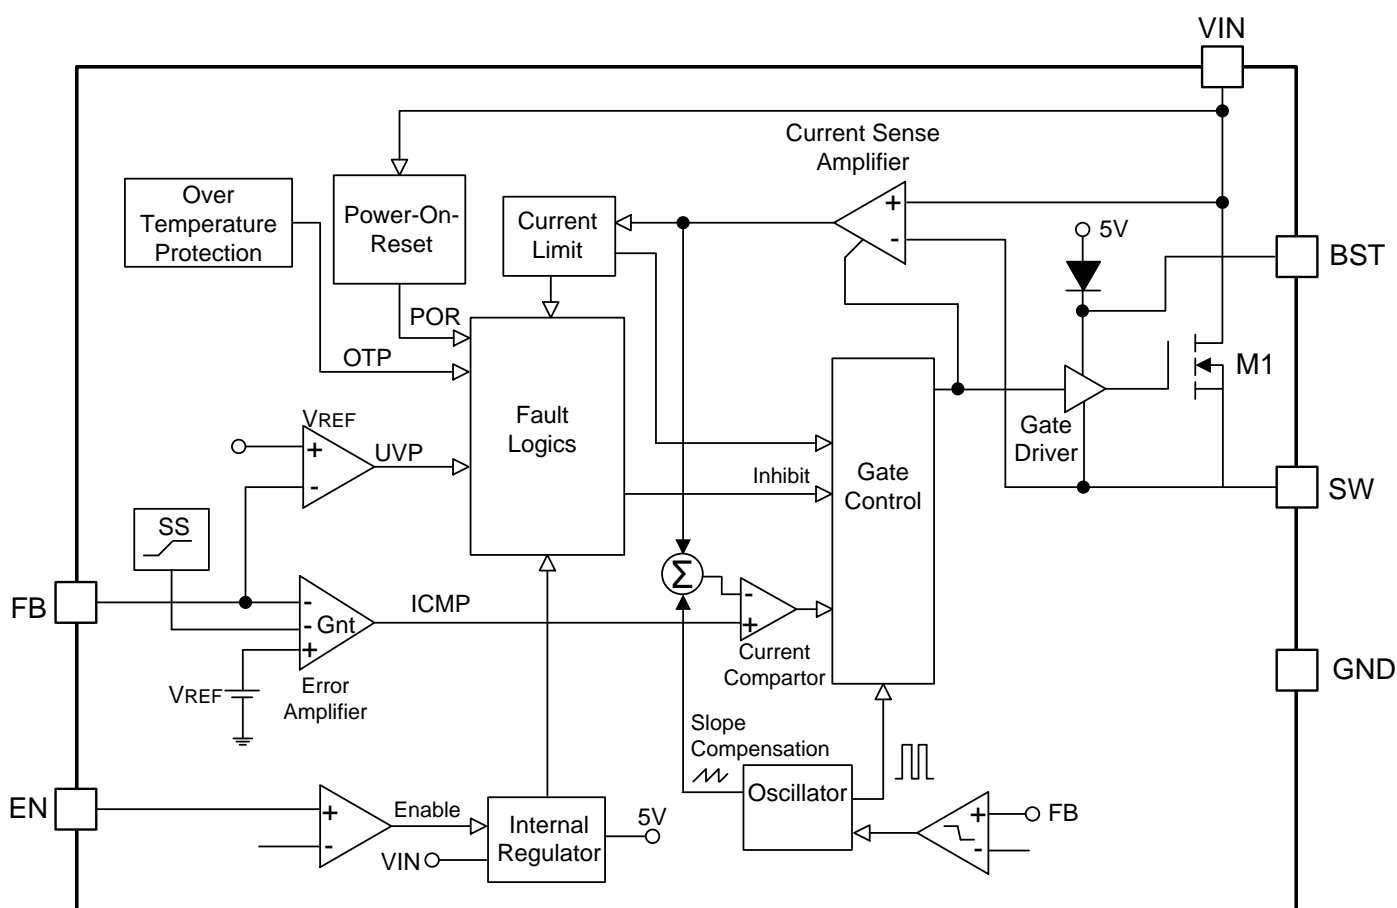 VIN
Current Sense
Amplifier
+
-
Over
Temperature
Protection
Power-On-
Reset
Current
Limit
5V
BST
POR
OTP
M1
Fault
Logics
VREF
+
-
UVP
Gate
Driver
Gate
Control
Inhibit
SW
SS
Σ
FB
-
-
+
Gnt
ICMP
-
+
Current
Compartor
GND
VREF
Error
Amplifier
Slope
Compensation
Oscillator
EN
+
-
Enable
Internal
Regulator
5V
VIN
+
-
FB